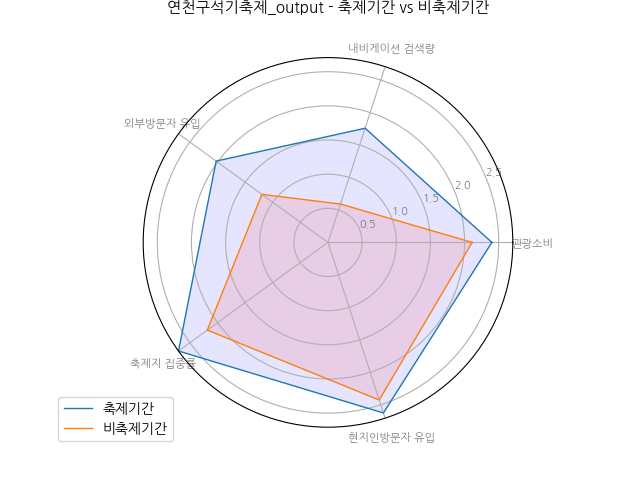 연천구석기축제_output - 축제기간 vs 비축제기간
내비게이션 검색량
외부방문자 유입
2.5
2.0
1.5
1.0
0.5
관광소비
축제지 집중률
축제기간
비축제기간
현지인방문자 유입